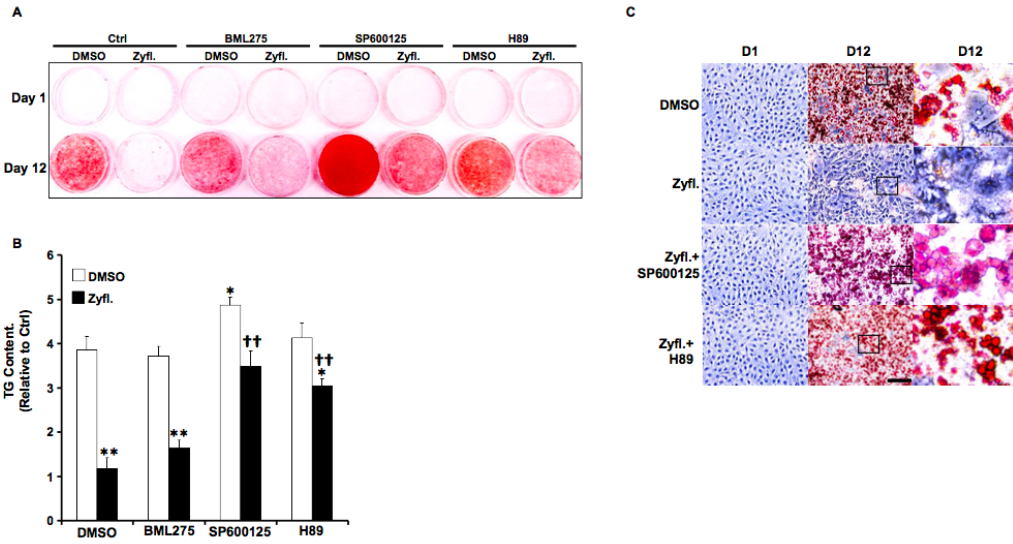 A
Ctrl BML275 SP600125 H89
DMSO Zyfl. DMSO Zyfl. DMSO Zyfl. DMSO Zyfl.
Day 1
Day 12
B
TG Content.
(Relative to Ctrl)
6
5
4
3
2
1
0
DMSO
Zyfl.
**
**
*
††
††
*
DMSO BML275 SP600125 H89
C
D1 D12 D12
DMSO
Zyfl.
Zyfl.+
SP600125
Zyfl.+
H89